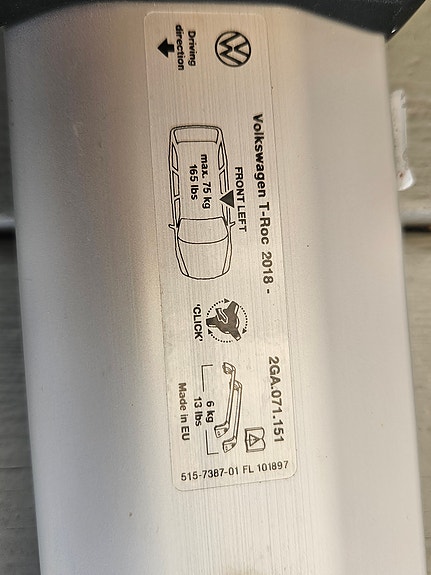 Driving
direction
Volkswagen T-Roc 2018 -
2GA.071.151
FRONT LEFT
max. 75 kg
165 lbs
'CLICK'
6 kg
13 lbs
Made in EU
515-7387-01 FL 101897